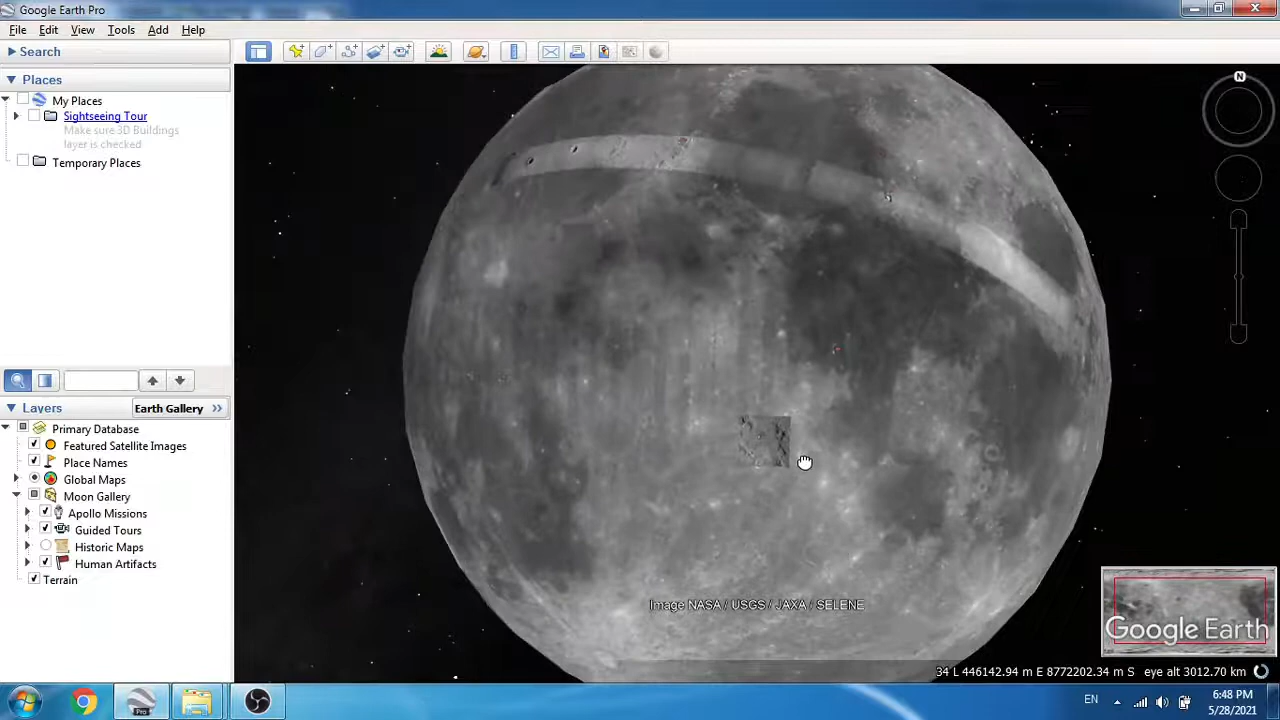 Google Earth Pro
File Edit View Tools Add Help
Search
Places
My Places
Sightseeing Tour
Make sure 3D Buildings
layer is checked
Temporary Places
Layers
Earth Gallery >>
Primary Database
Featured Satellite Images
Place Names
Global Maps
Moon Gallery
Apollo Missions
Guided Tours
Historic Maps
Human Artifacts
Terrain
N
Image NASA / USGS / JAXA / SELENE
Google Earth
34 L 446142.94 m E 8772202.34 m S eye alt 3012.70 km
Pro
EN
6:48 PM
5/28/2021